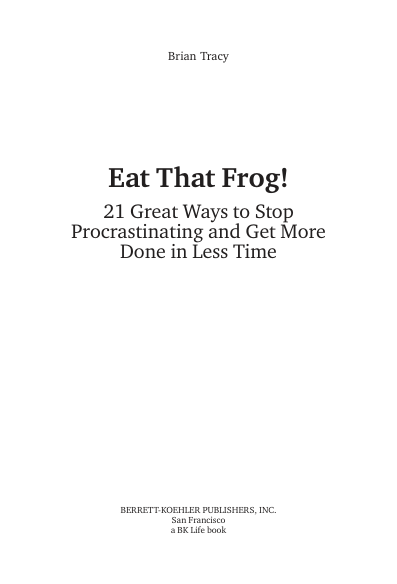 Brian Tracy
Eat That Frog!
21 Great Ways to Stop
Procrastinating and Get More
Done in Less Time
BERRETT-KOEHLER PUBLISHERS, INC.
San Francisco
a BK Life book